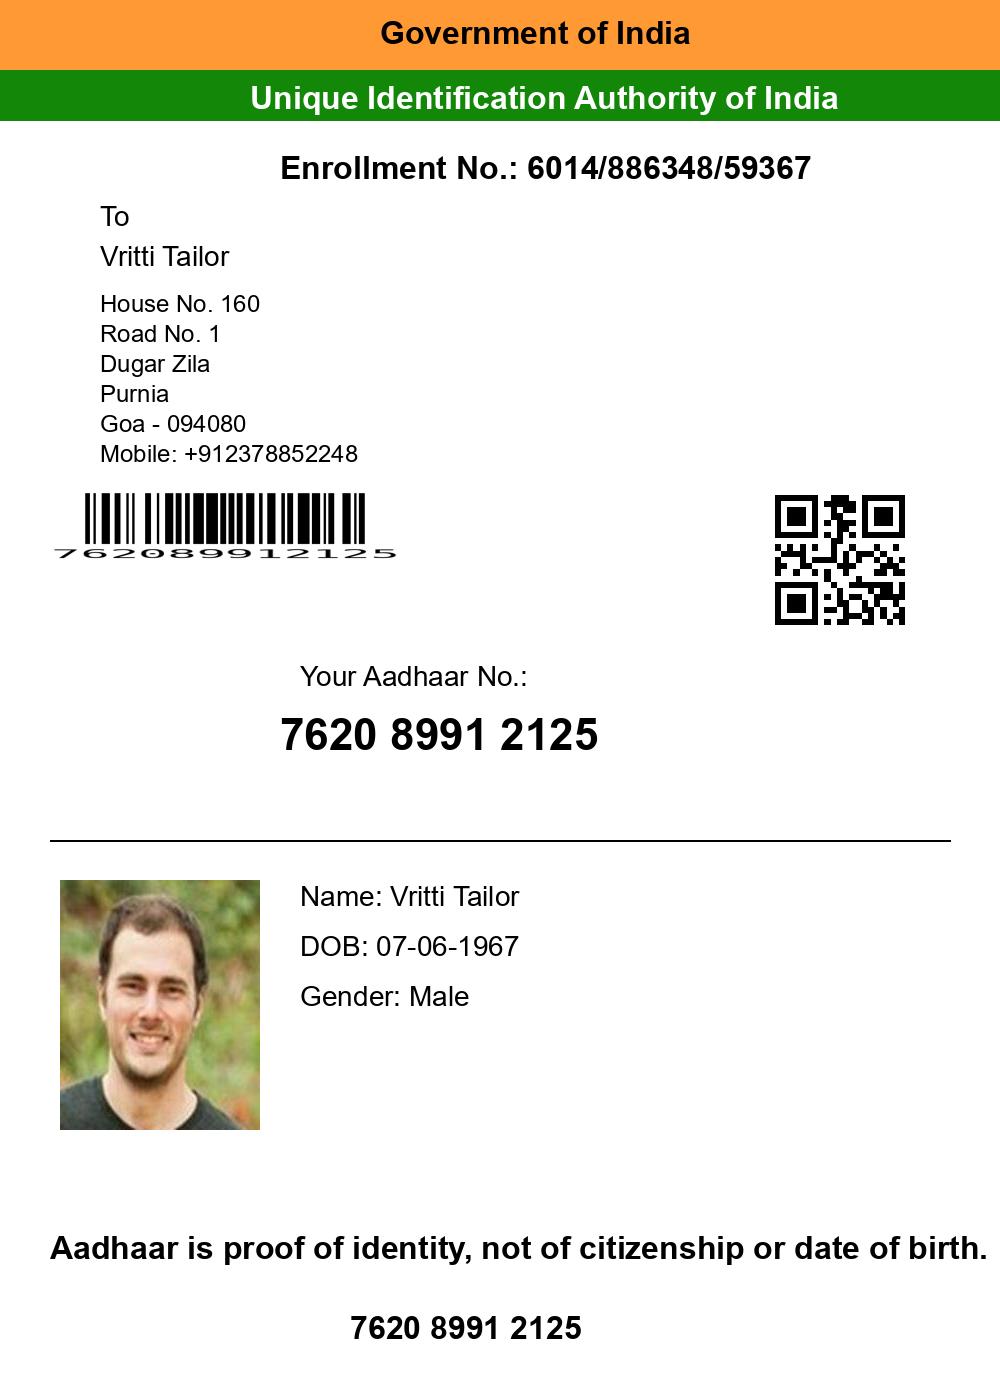 Government of India
Unique Identification Authority of India
Enrollment No.: 6014/886348/59367
To
Vritti Tailor
House No. 160
Road No. 1
Dugar Zila
Purnia
Goa - 094080
Mobile: +912378852248
762089912125
Your Aadhaar No.:
7620 8991 2125
Name: Vritti Tailor
DOB: 07-06-1967
Gender: Male
Aadhaar is proof of identity, not of citizenship or date of birth.
7620 8991 2125